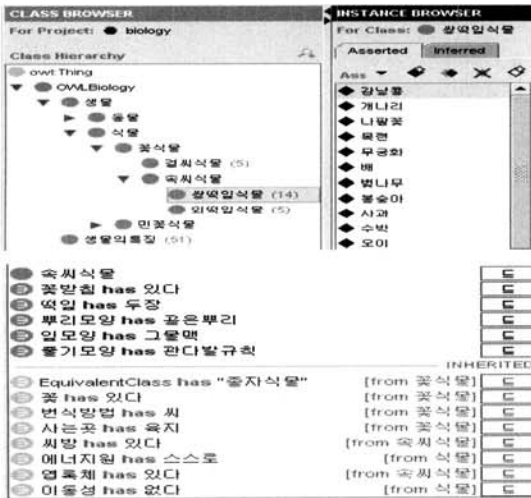 CLASS BROWSER
For Project: biology
Class Hierarchy
owl:Thing
OWLBiology
생물
동물
식물
꽃식물
겉씨식물 (5)
속씨식물
쌍떡잎식물 (14)
외떡잎식물 (5)
민꽃식물
생물의특징 (51)
INSTANCE BROWSER
For Class: 쌍떡잎식물
Asserted Inferred
강낭콩
개나리
나팔꽃
목련
무궁화
배
벚나무
봉숭아
사과
수박
오이
속씨식물
꽃받침 has 있다
떡잎 has 두장
뿌리모양 has 곧은뿌리
잎모양 has 그물맥
줄기모양 has 관다발규칙
INHERITED
EquivalentClass has "종자식물" [from 꽃식물]
꽃 has 있다 [from 꽃식물]
번식방법 has 씨 [from 꽃식물]
사는곳 has 육지 [from 꽃식물]
씨방 has 있다 [from 속씨식물]
에너지원 has 스스로 [from 식물]
엽록체 has 있다 [from 속씨식물]
이동성 has 없다 [from 식물]